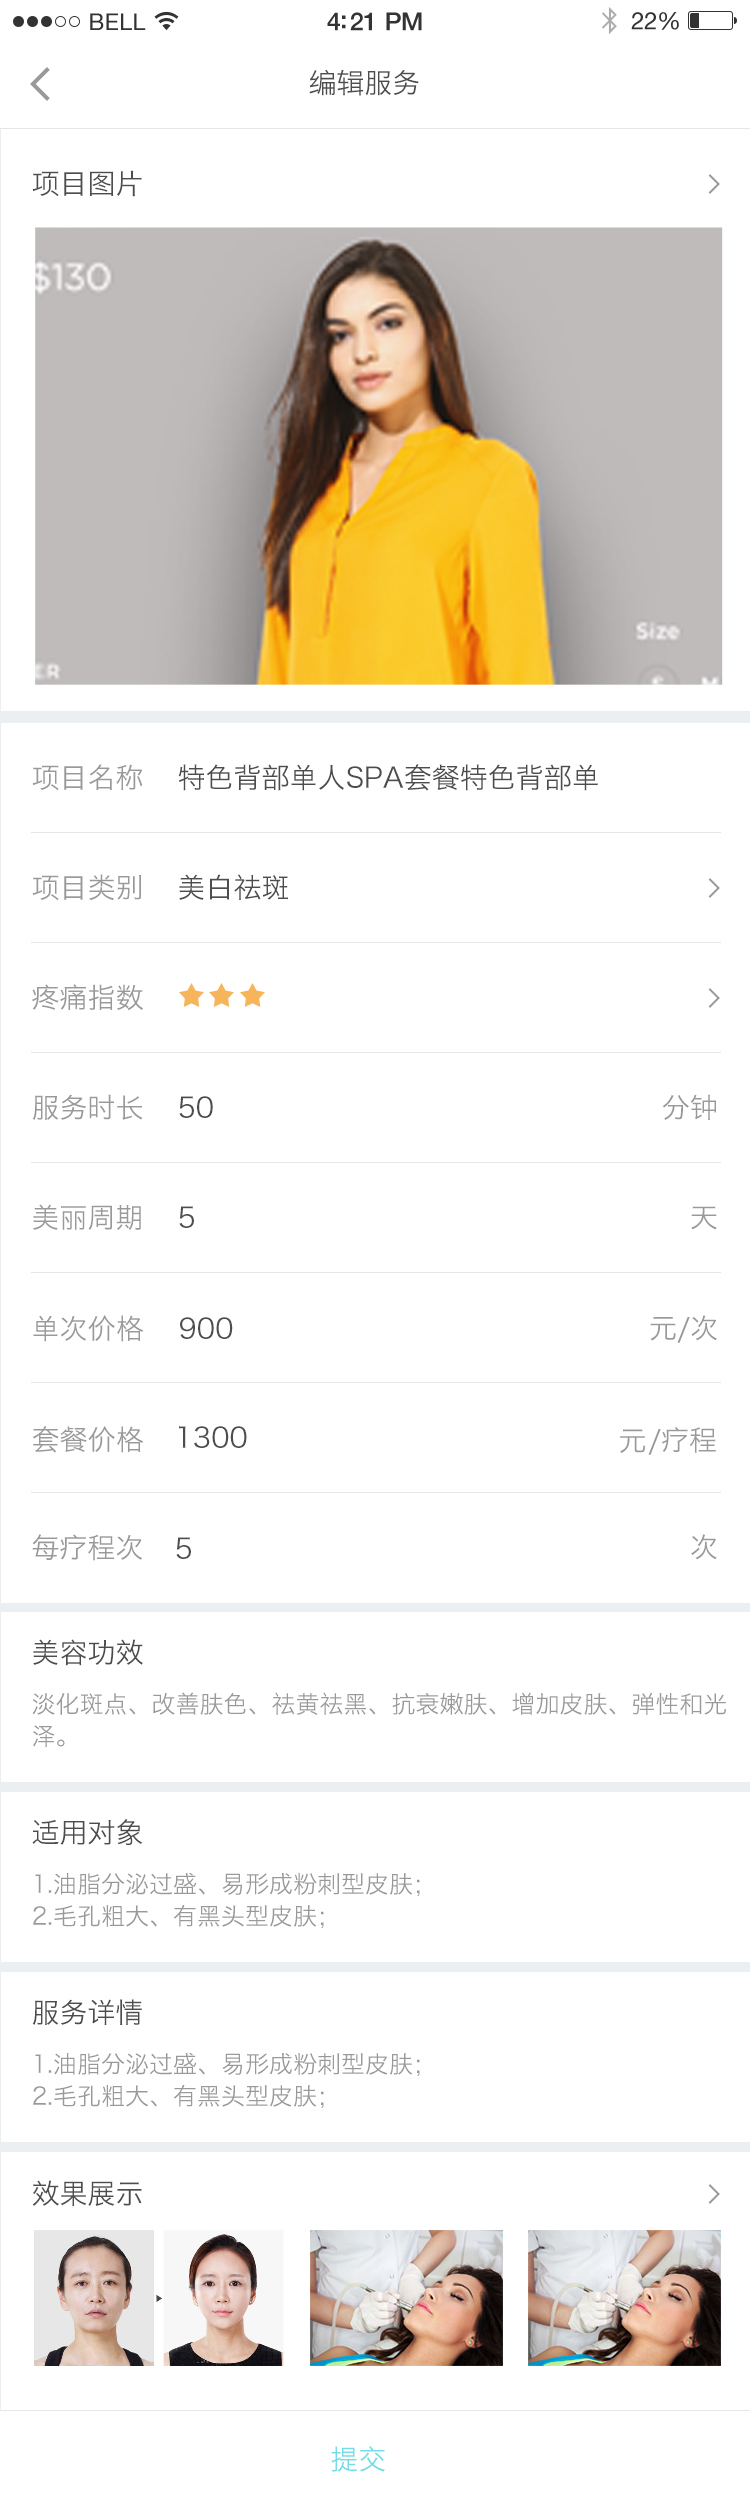 BELL 4:21 PM 22%
编辑服务
项目图片
$130
Size
ER S M
项目名称 特色背部单人SPA套餐特色背部单
项目类别 美白祛斑
疼痛指数
服务时长 50 分钟
美丽周期 5 天
单次价格 900 元/次
套餐价格 1300 元/疗程
每疗程次 5 次
美容功效
淡化斑点、改善肤色、祛黄祛黑、抗衰嫩肤、增加皮肤、弹性和光
泽。
适用对象
1.油脂分泌过盛、易形成粉刺型皮肤;
2.毛孔粗大、有黑头型皮肤;
服务详情
1.油脂分泌过盛、易形成粉刺型皮肤;
2.毛孔粗大、有黑头型皮肤;
效果展示
提交